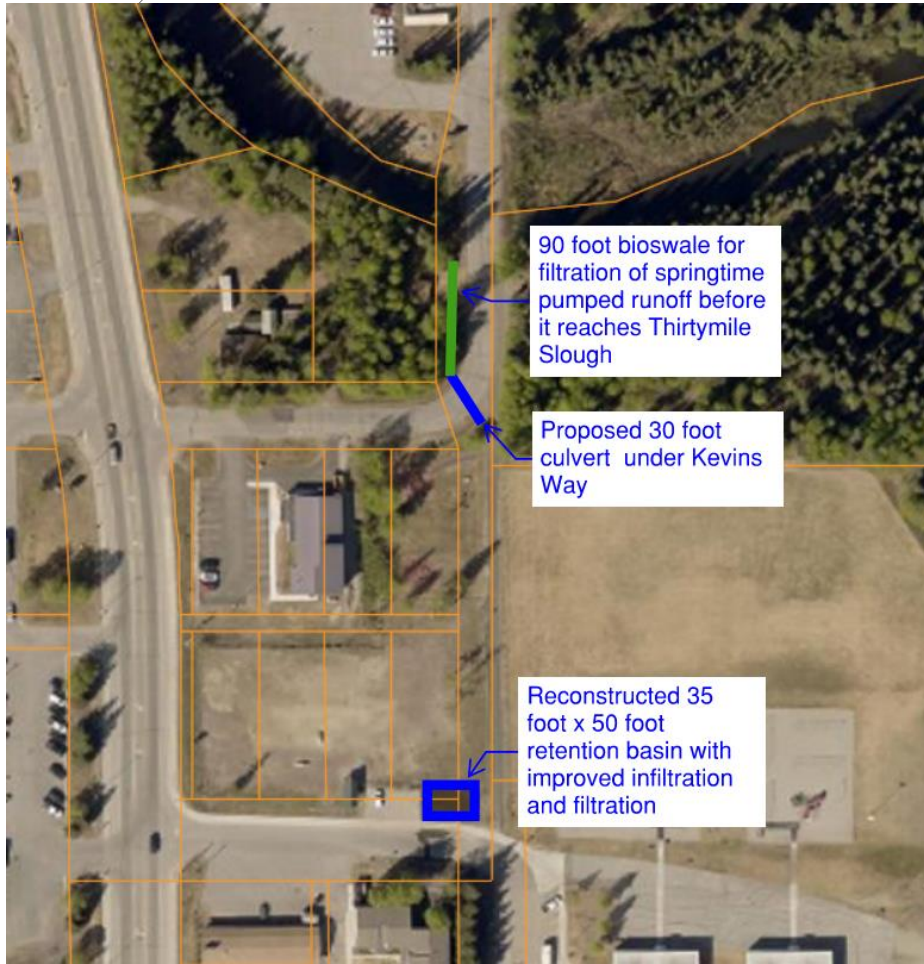 90 foot bioswale for
filtration of springtime
pumped runoff before
it reaches Thirtymile
Slough
Proposed 30 foot
culvert under Kevins
Way
Reconstructed 35
foot x 50 foot
retention basin with
improved infiltration
and filtration